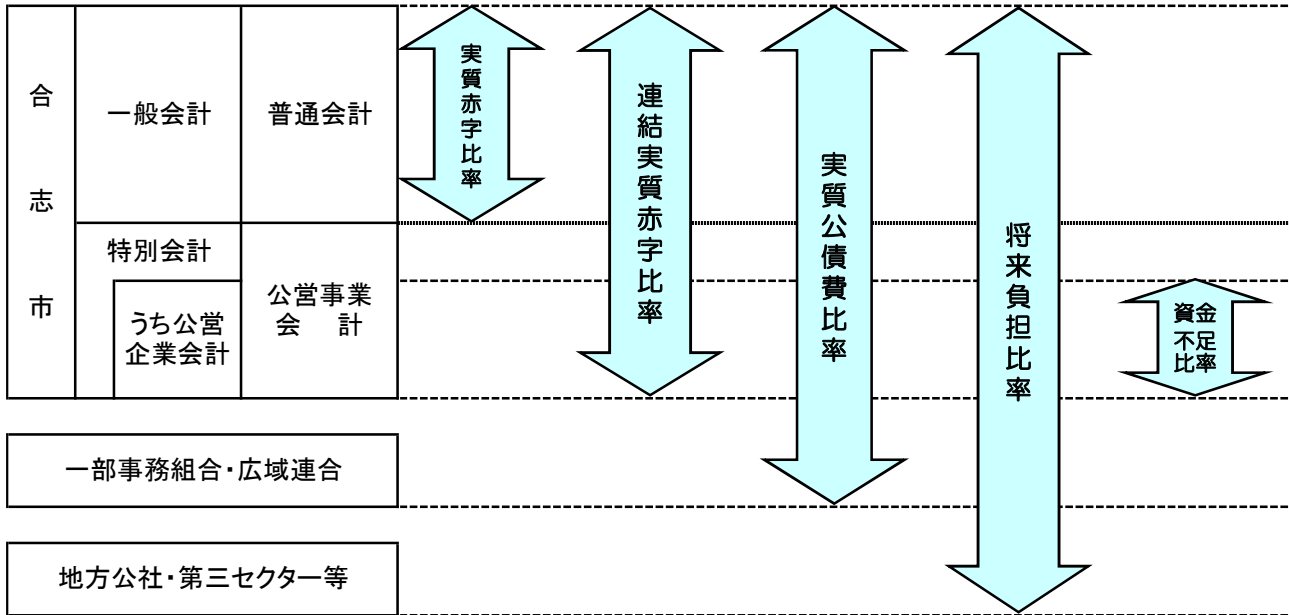 合志市
一般会計
普通会計
実質赤字比率
連結実質赤字比率
実質公債費比率
将来負担比率
特別会計
うち公営
企業会計
公営事業
会　計
資金
不足
比率
一部事務組合・広域連合
地方公社・第三セクター等